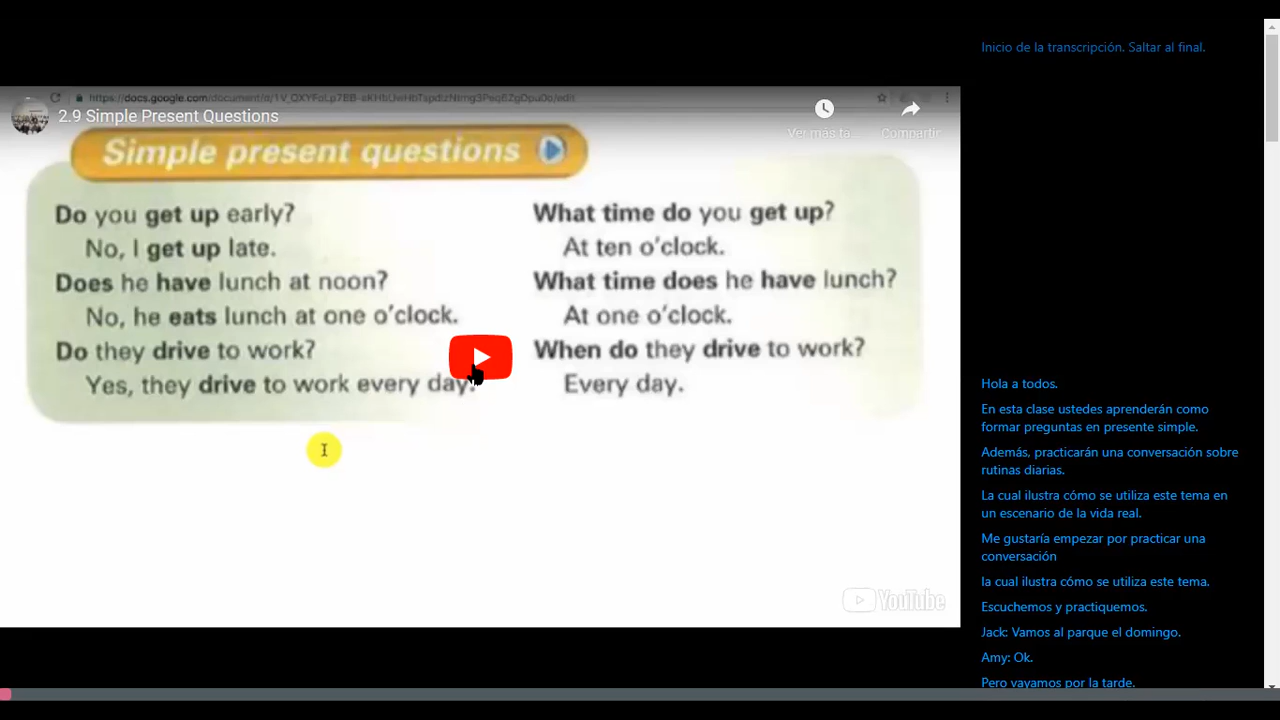 Inicio de la transcripción. Saltar al final.
2.9 Simple Present Questions
Ver más ta...
Compartir
Simple present questions
Do you get up early?
No, I get up late.
Does he have lunch at noon?
No, he eats lunch at one o'clock.
Do they drive to work?
Yes, they drive to work every day.
What time do you get up?
At ten o'clock.
What time does he have lunch?
At one o'clock.
When do they drive to work?
Every day.
YouTube
Hola a todos.
En esta clase ustedes aprenderán como
formar preguntas en presente simple.
Además, practicarán una conversación sobre
rutinas diarias.
La cual ilustra cómo se utiliza este tema en
un escenario de la vida real.
Me gustaría empezar por practicar una
conversación
la cual ilustra cómo se utiliza este tema.
Escuchemos y practiquemos.
Jack: Vamos al parque el domingo.
Amy: Ok.
Pero vayamos por la tarde.